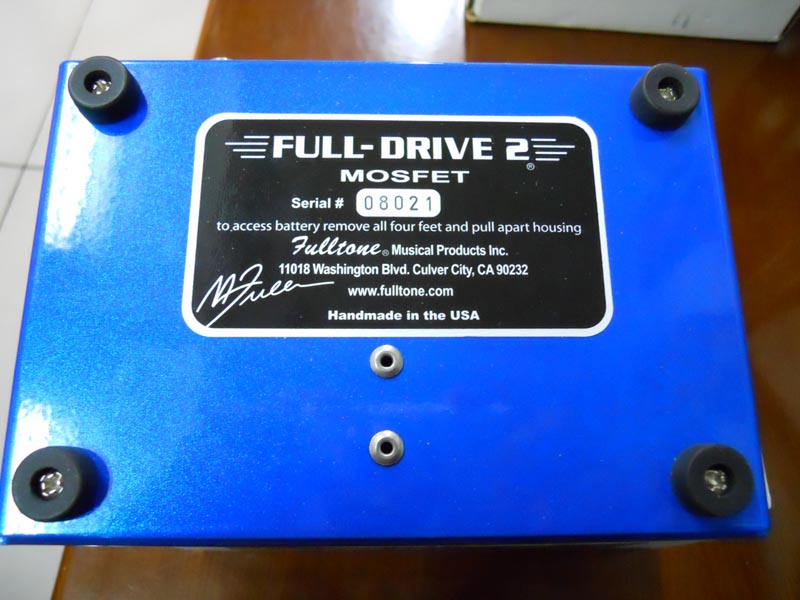 FULL-DRIVE 2®
MOSFET
Serial # 08021
to access battery remove all four feet and pull apart housing
Fulltone® Musical Products Inc.
11018 Washington Blvd. Culver City, CA 90232
www.fulltone.com
Handmade in the USA